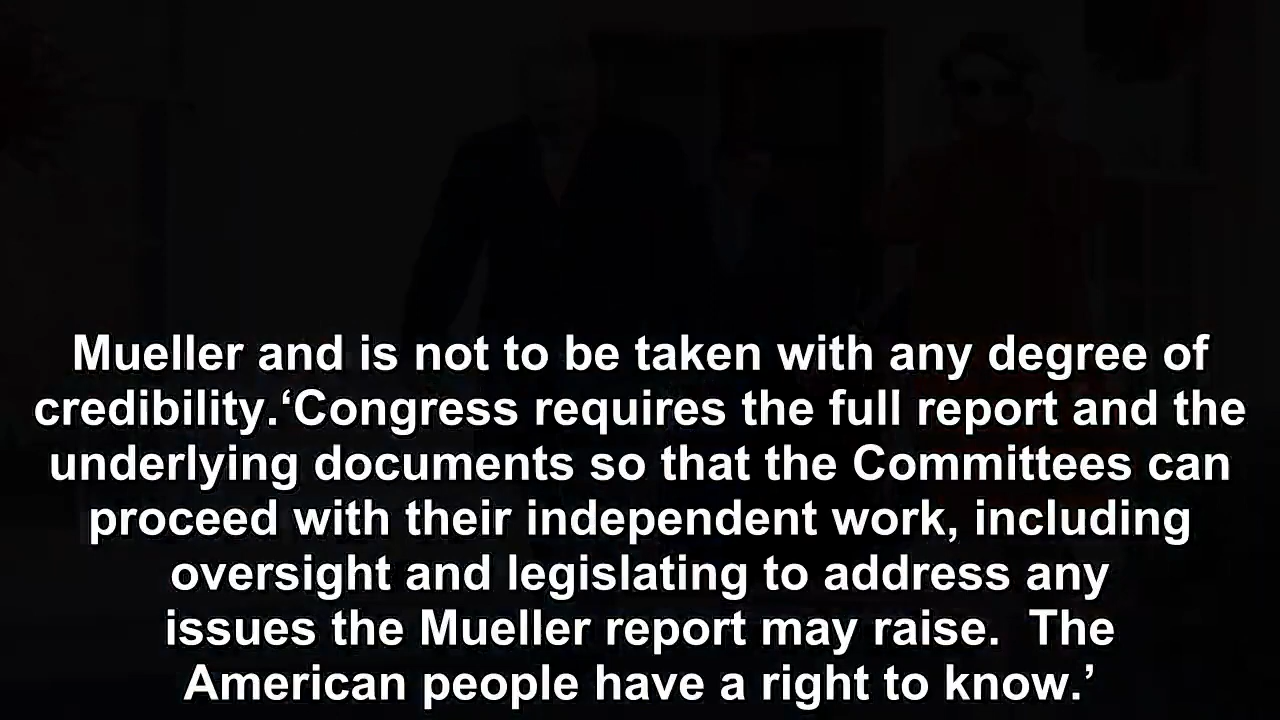 Mueller and is not to be taken with any degree of
credibility.‘Congress requires the full report and the
underlying documents so that the Committees can
proceed with their independent work, including
oversight and legislating to address any
issues the Mueller report may raise.  The
American people have a right to know.’